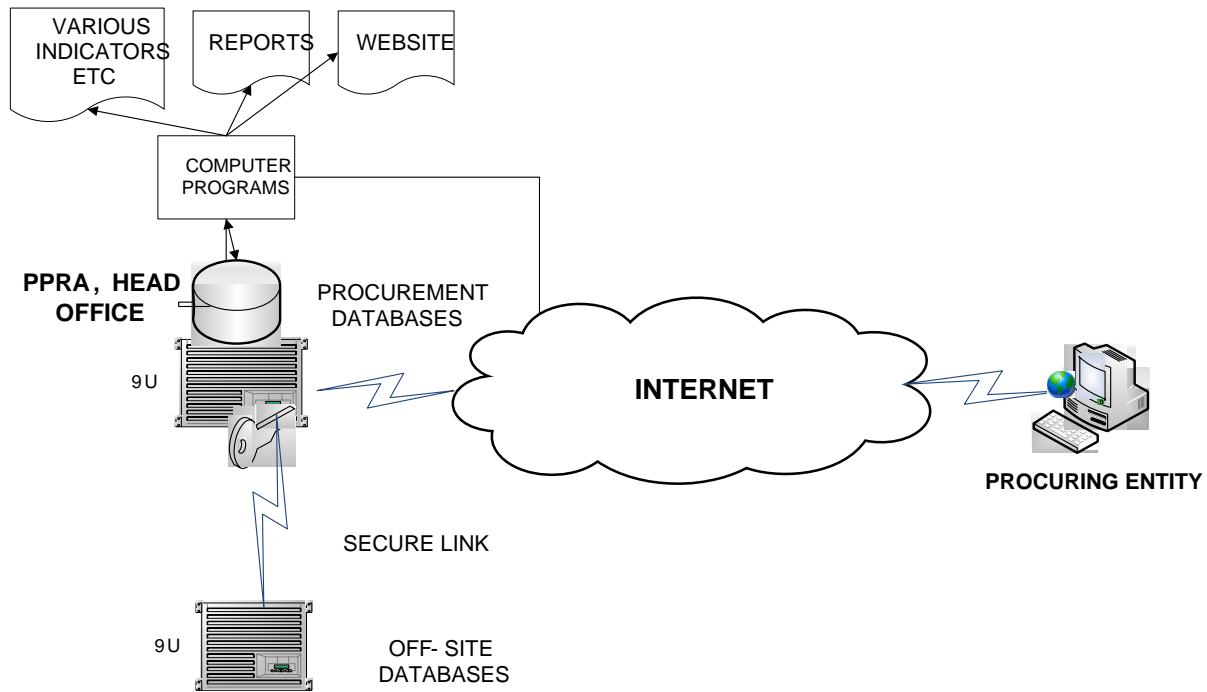 VARIOUS
INDICATORS
ETC
REPORTS
WEBSITE
COMPUTER
PROGRAMS
PPRA, HEAD
OFFICE
PROCUREMENT
DATABASES
9U
INTERNET
PROCURING ENTITY
SECURE LINK
9U
OFF- SITE
DATABASES